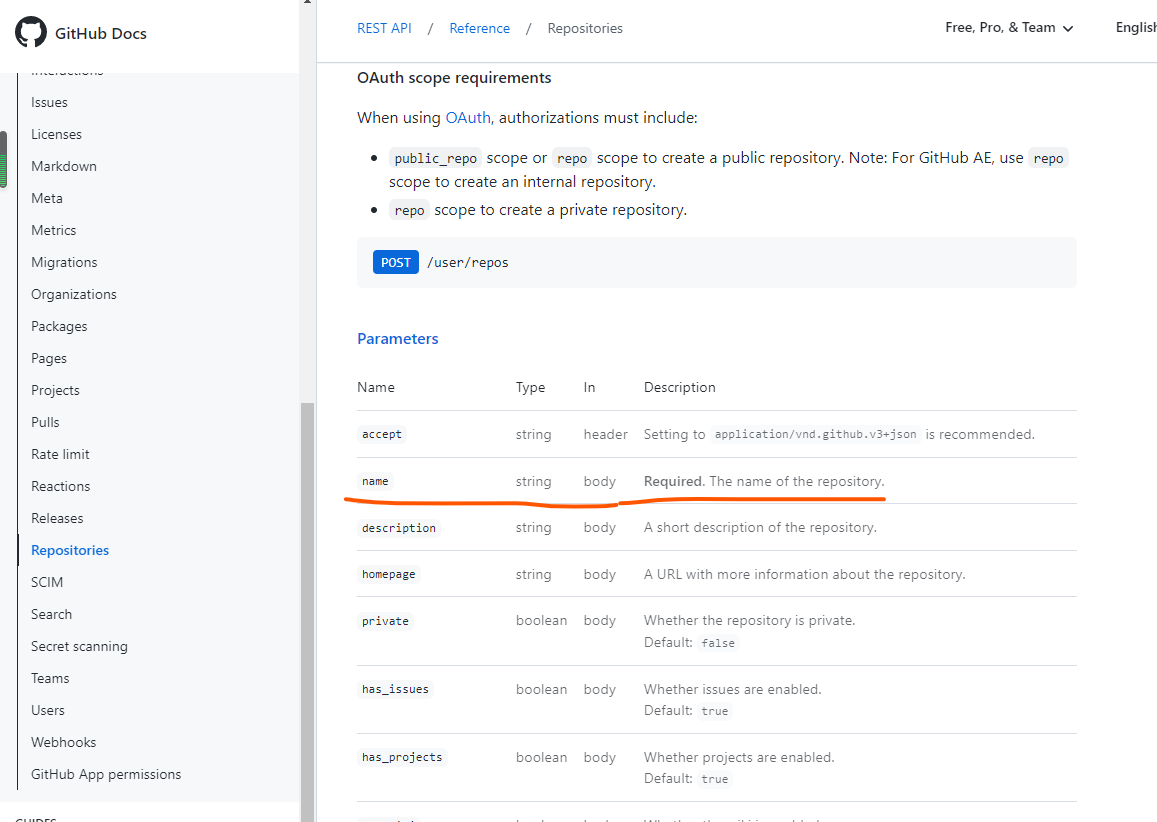 GitHub Docs
Interactions
Issues
Licenses
Markdown
Meta
Metrics
Migrations
Organizations
Packages
Pages
Projects
Pulls
Rate limit
Reactions
Releases
Repositories
SCIM
Search
Secret scanning
Teams
Users
Webhooks
GitHub App permissions
GUIDES
REST API / Reference / Repositories
Free, Pro, & Team
English
OAuth scope requirements
When using OAuth, authorizations must include:
public_repo scope or repo scope to create a public repository. Note: For GitHub AE, use repo
scope to create an internal repository.
repo scope to create a private repository.
POST /user/repos
Parameters
Name Type In Description
accept string header Setting to application/vnd.github.v3+json is recommended.
name string body Required. The name of the repository.
description string body A short description of the repository.
homepage string body A URL with more information about the repository.
private boolean body Whether the repository is private.
Default: false
has_issues boolean body Whether issues are enabled.
Default: true
has_projects boolean body Whether projects are enabled.
Default: true